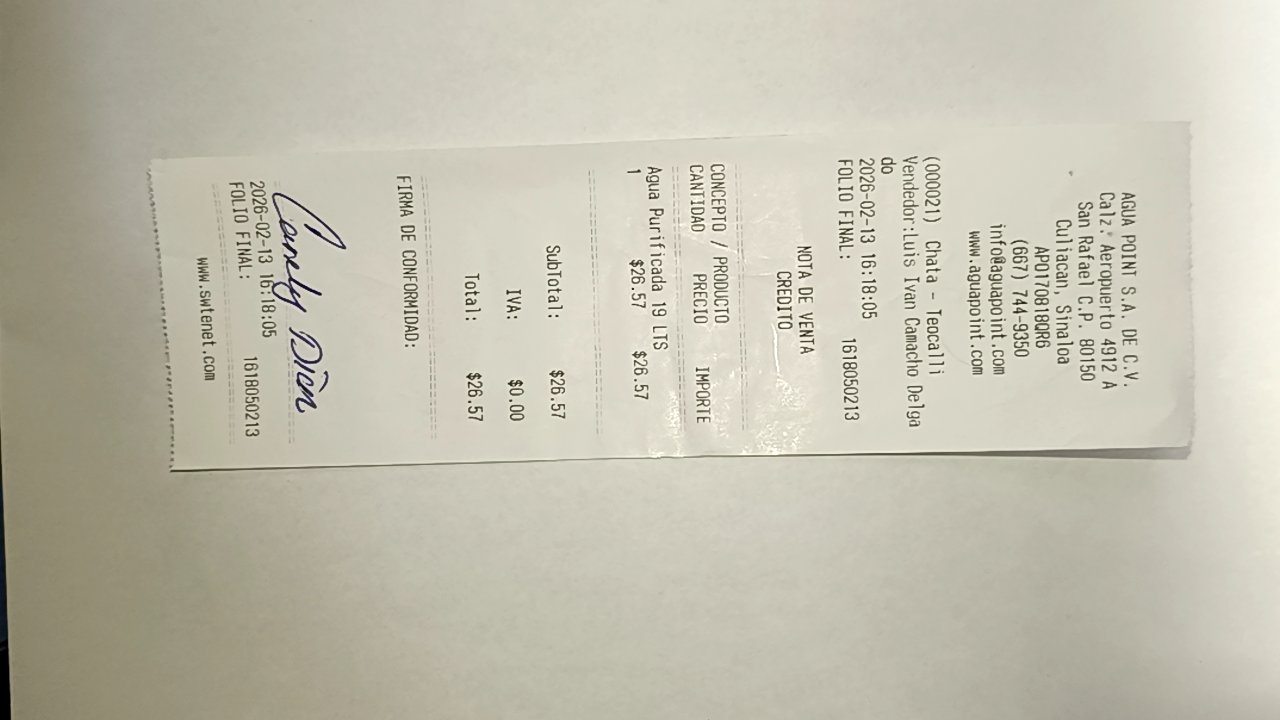 AGUA POINT S.A. DE C.V.
Calz. Aeropuerto 4912 A
San Rafael C.P. 80150
Culiacan, Sinaloa
APO170818QR6
(667) 744-9350
info@aguapoint.com
www.aguapoint.com
(000021) Chata - Teocalli
Vendedor:Luis Ivan Camacho Delga
do
2026-02-13 16:18:05
FOLIO FINAL: 1618050213
NOTA DE VENTA
CREDITO
CONCEPTO / PRODUCTO
CANTIDAD PRECIO IMPORTE
Agua Purificada 19 LTS
1 $26.57 $26.57
SubTotal: $26.57
IVA: $0.00
Total: $26.57
FIRMA DE CONFORMIDAD:
2026-02-13 16:18:05
FOLIO FINAL: 1618050213
www.swtenet.com